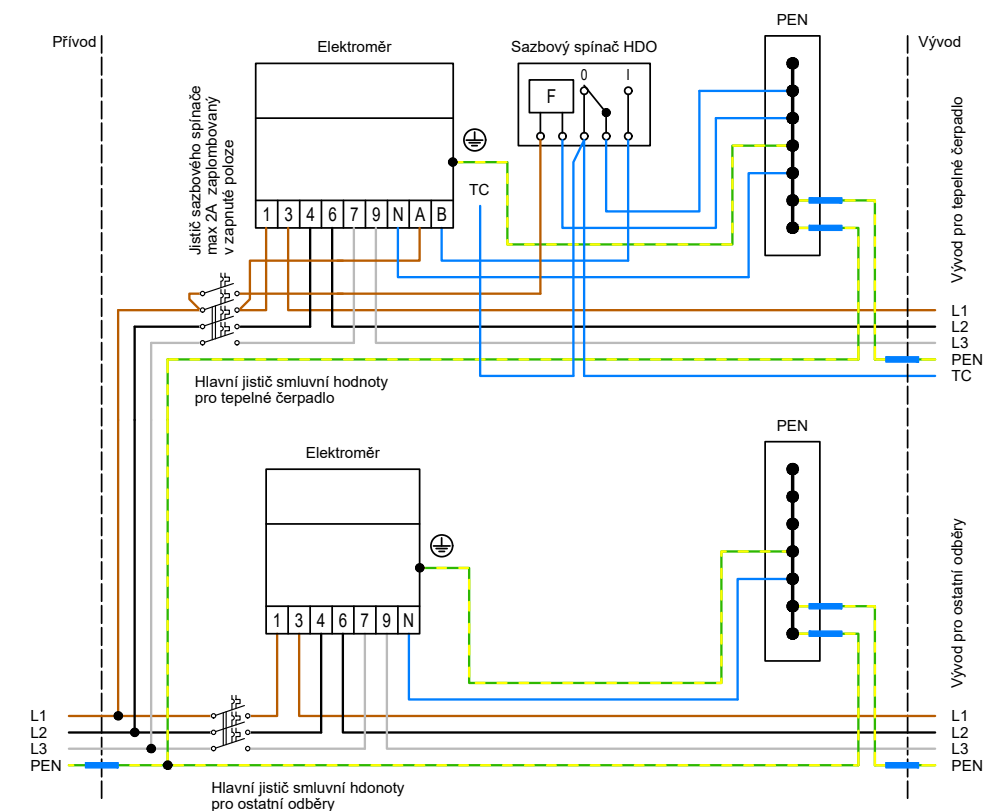 PEN
Přívod
Vývod
Elektroměr
Sazbový spínač HDO
0
I
F
Jistič sazbového spínače
max 2A zaplombovaný
v zapnuté poloze
Vývod pro tepelné čerpadlo
TC
1 3 4 6 7 9 N A B
L1
L2
L3
PEN
TC
Hlavní jistič smluvní hodnoty
pro tepelné čerpadlo
PEN
Elektroměr
Vývod pro ostatní odběry
1 3 4 6 7 9 N
L1
L2
L3
PEN
L1
L2
L3
PEN
Hlavní jistič smluvní hdonoty
pro ostatní odběry